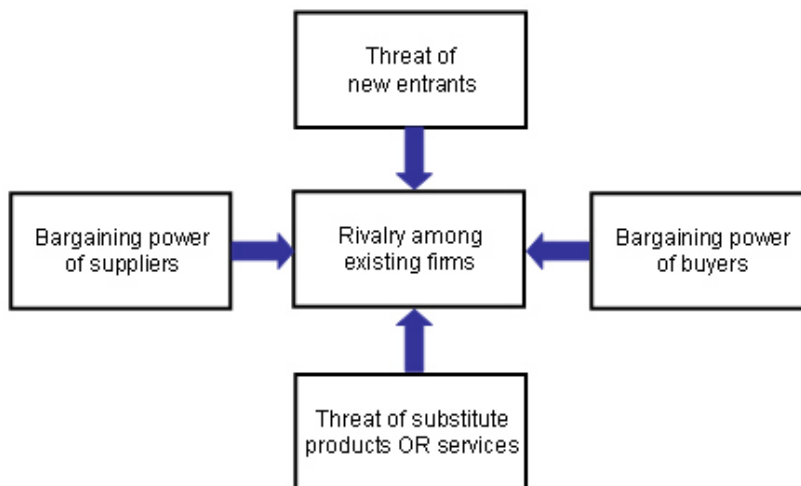 Threat of
new entrants
Bargaining power
of suppliers
Rivalry among
existing firms
Bargaining power
of buyers
Threat of substitute
products OR services